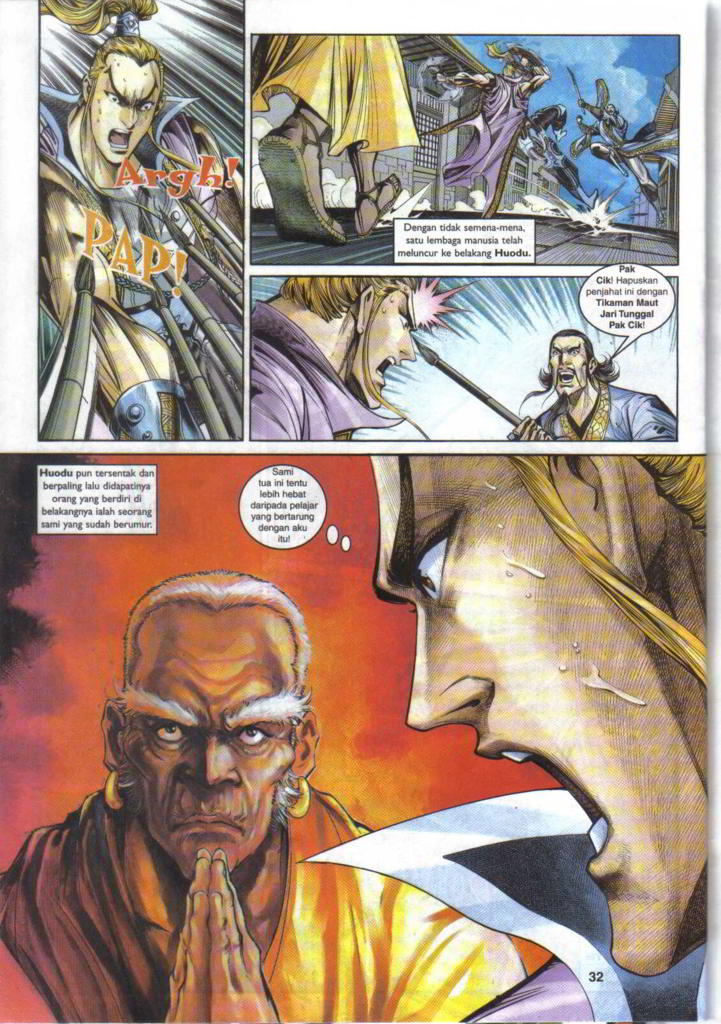 Argh!
PAP!
Dengan tidak semena-mena,
satu lembaga manusia telah
meluncur ke belakang Huodu.
Pak
Cik! Hapuskan
penjahat ini dengan
Tikaman Maut
Jari Tunggal
Pak Cik!
Huodu pun tersentak dan
berpaling lalu didapatinya
orang yang berdiri di
belakangnya ialah seorang
sami yang sudah berumur.
Sami
tua ini tentu
lebih hebat
daripada pelajar
yang bertarung
dengan aku
itu!
32